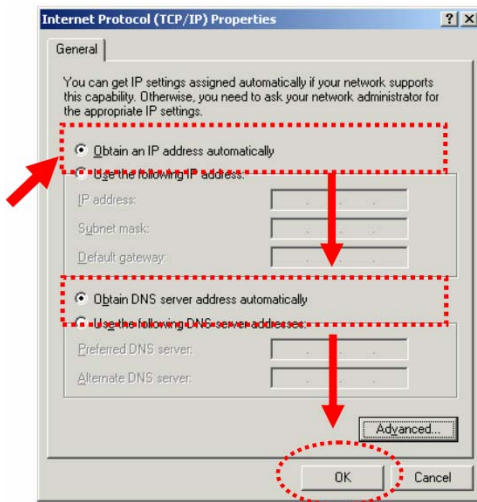 Internet Protocol (TCP/IP) Properties
General
You can get IP settings assigned automatically if your network supports
this capability. Otherwise, you need to ask your network administrator for
the appropriate IP settings.
Obtain an IP address automatically
Use the following IP address:
IP address:
Subnet mask:
Default gateway:
Obtain DNS server address automatically
Use the following DNS server addresses:
Preferred DNS server:
Alternate DNS server:
Advanced...
OK
Cancel